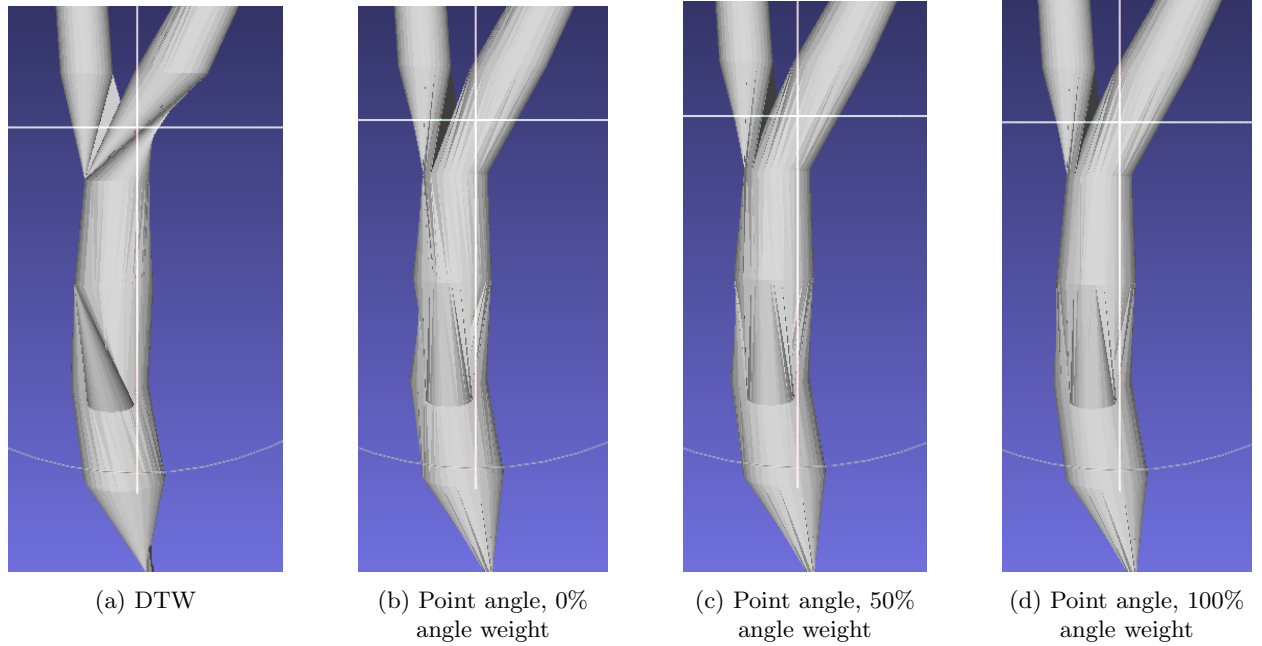 (a) DTW
(b) Point angle, 0%
angle weight
(c) Point angle, 50%
angle weight
(d) Point angle, 100%
angle weight